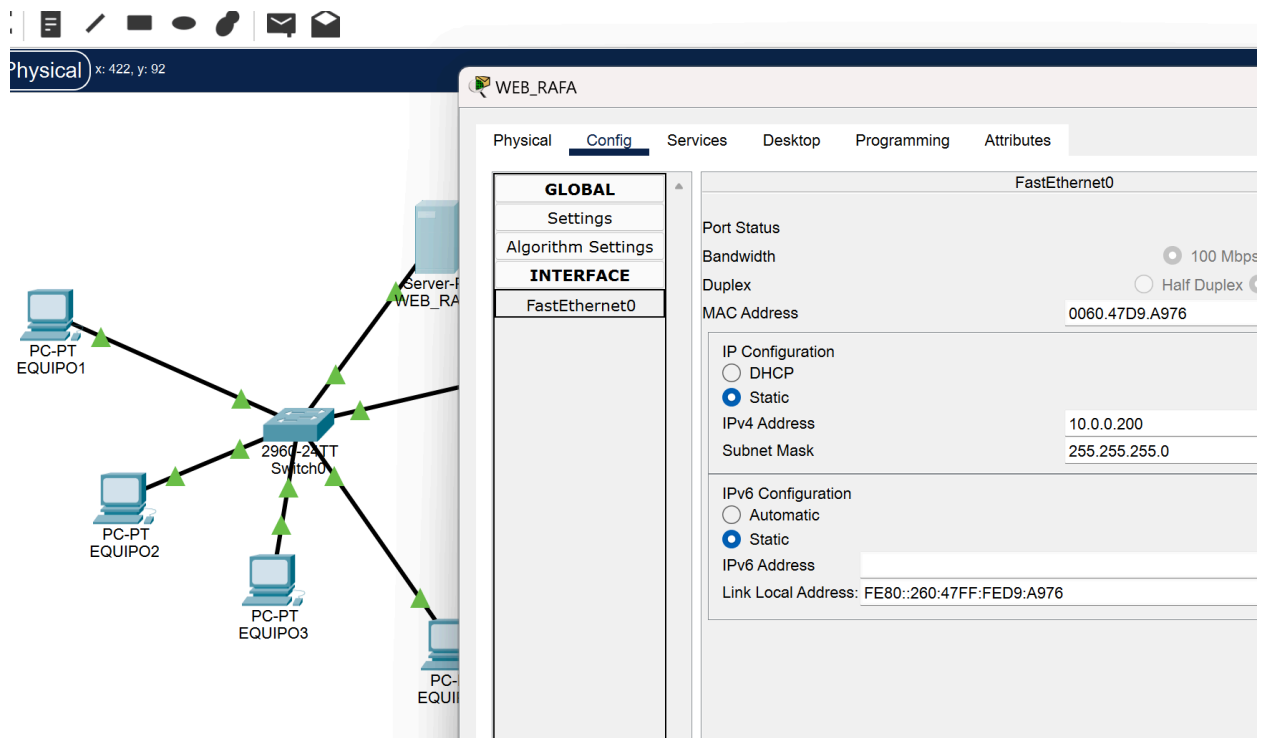 Physical x: 422, y: 92
WEB_RAFA
Physical Config Services Desktop Programming Attributes
GLOBAL
Settings
Algorithm Settings
INTERFACE
FastEthernet0
FastEthernet0
Port Status
Bandwidth 100 Mbps
Duplex Half Duplex
MAC Address 0060.47D9.A976
IP Configuration
DHCP
Static
IPv4 Address 10.0.0.200
Subnet Mask 255.255.255.0
IPv6 Configuration
Automatic
Static
IPv6 Address
Link Local Address: FE80::260:47FF:FED9:A976
Server-P
WEB_RA
PC-PT
EQUIPO1
2960-24TT
Switch0
PC-PT
EQUIPO2
PC-PT
EQUIPO3
PC-
EQUI